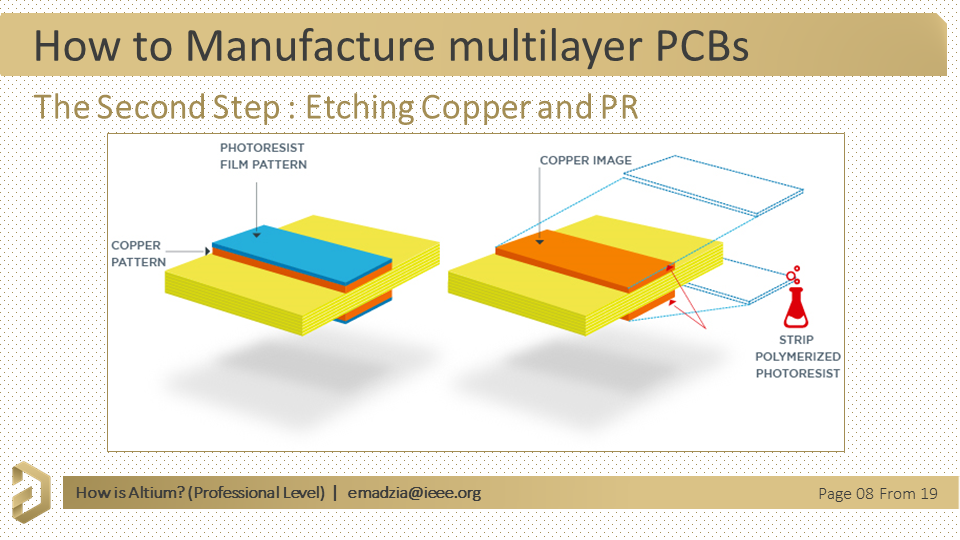 How to Manufacture multilayer PCBs
The Second Step : Etching Copper and PR
PHOTORESIST
FILM PATTERN
COPPER
PATTERN
COPPER IMAGE
STRIP
POLYMERIZED
PHOTORESIST
How is Altium? (Professional Level) | emadzia@ieee.org
Page 08 From 19